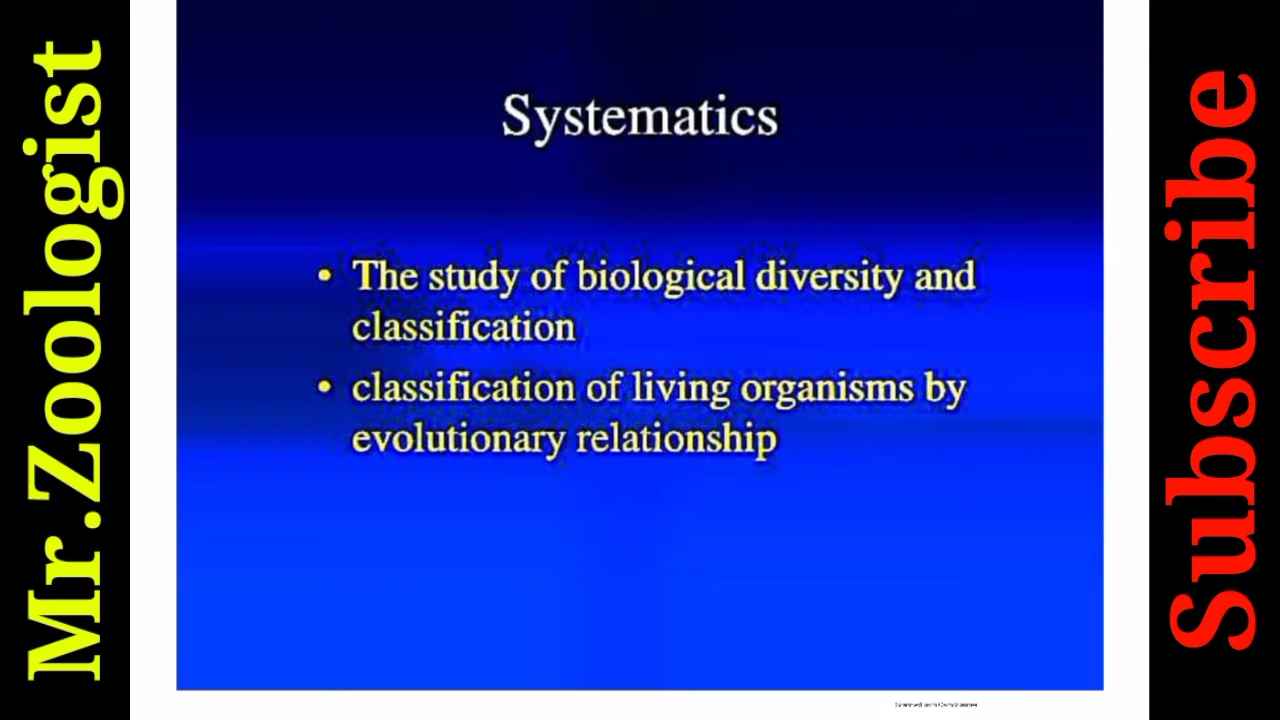 Mr.Zoologist
Systematics
• The study of biological diversity and
classification
• classification of living organisms by
evolutionary relationship
Subscribe